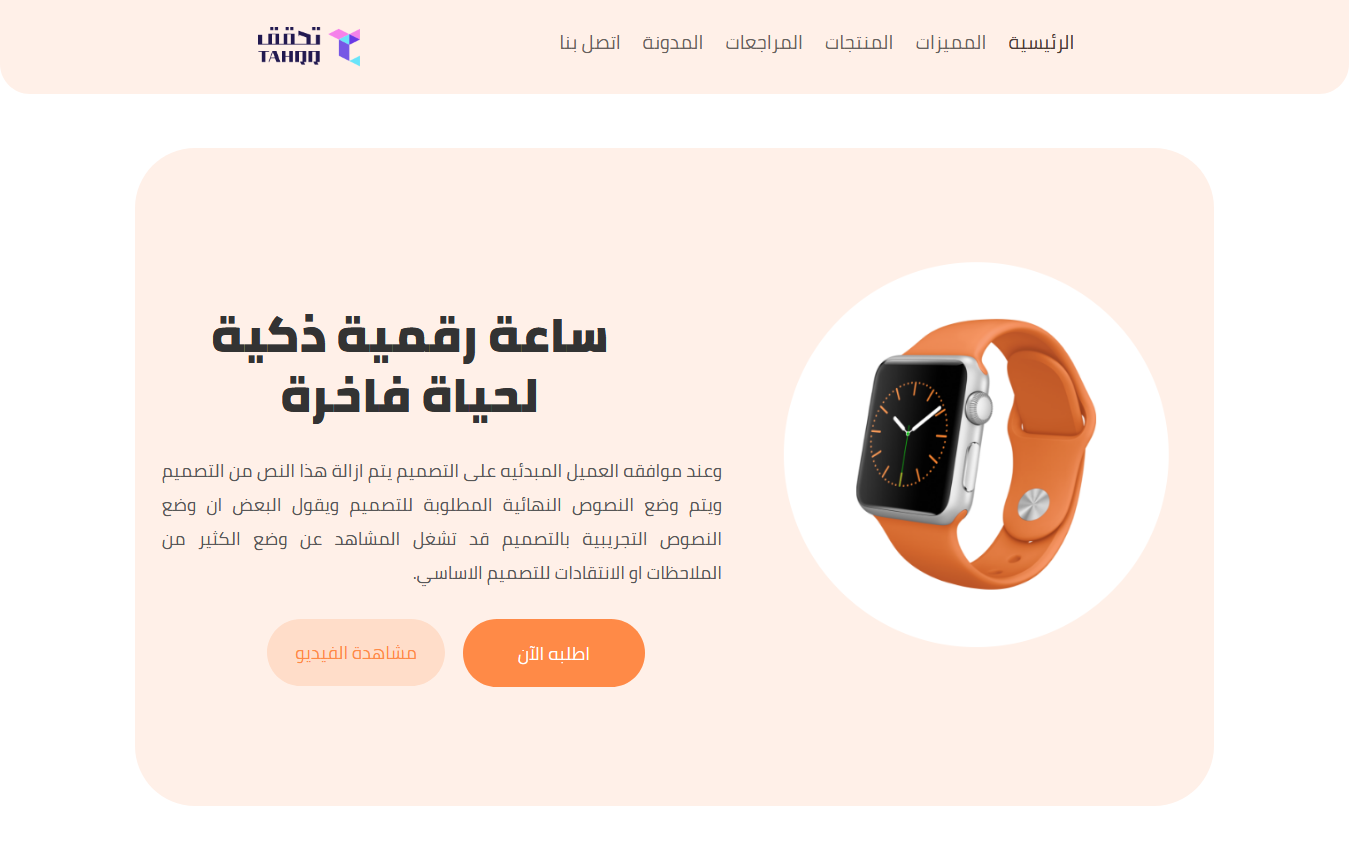 الرئيسية المميزات المنتجات المراجعات المدونة اتصل بنا
تحقق
TAHQQ
ساعة رقمية ذكية
لحياة فاخرة
وعند موافقه العميل المبدئيه على التصميم يتم ازالة هذا النص من التصميم
ويتم وضع النصوص النهائية المطلوبة للتصميم ويقول البعض ان وضع
النصوص التجريبية بالتصميم قد تشغل المشاهد عن وضع الكثير من
الملاحظات او الانتقادات للتصميم الاساسي.
اطلبه الآن
مشاهدة الفيديو